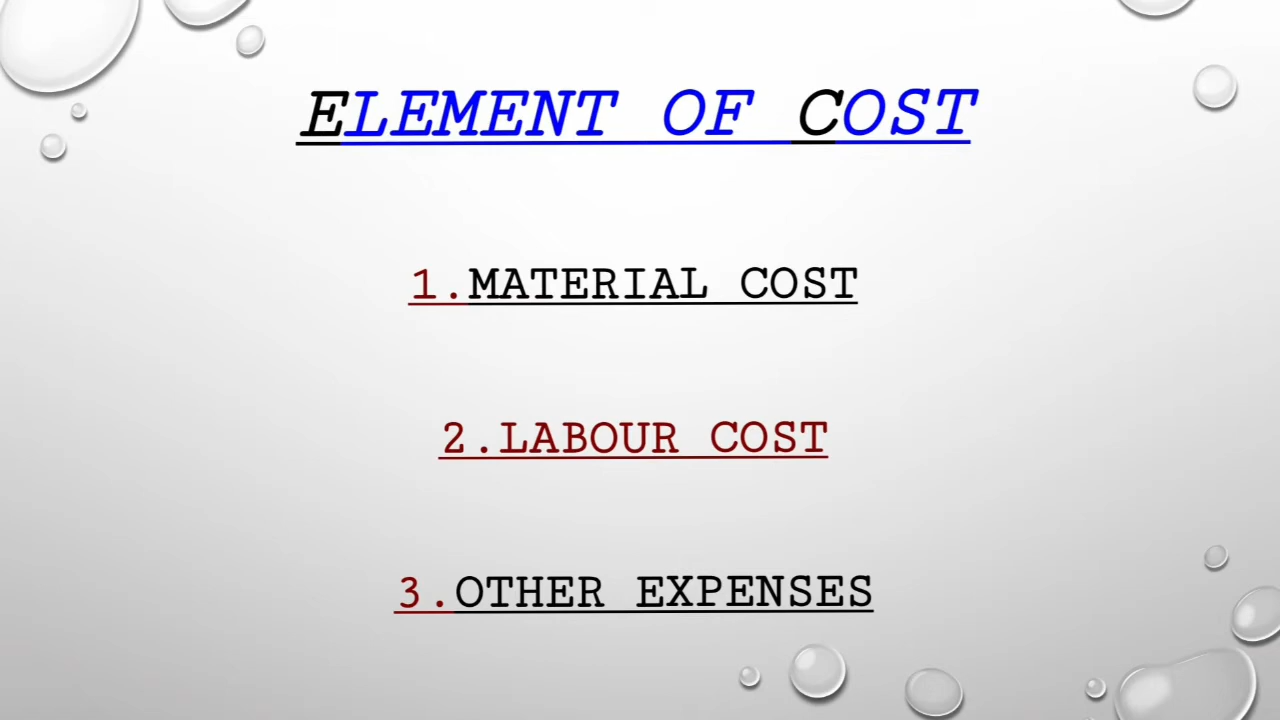 ELEMENT OF COST
1.MATERIAL COST
2.LABOUR COST
3.OTHER EXPENSES